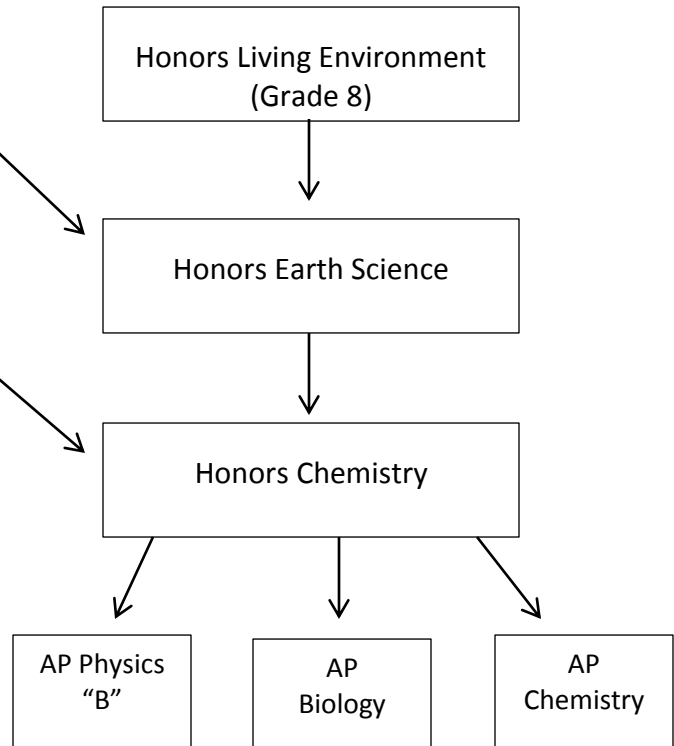 Honors Living Environment
(Grade 8)
Honors Earth Science
Honors Chemistry
AP Physics
“B”
AP
Biology
AP
Chemistry